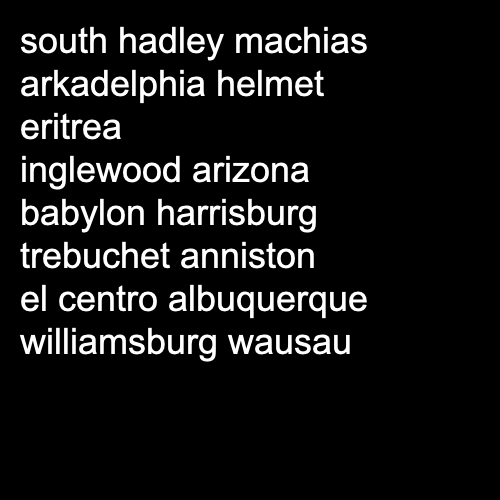 south hadley machias
arkadelphia helmet
eritrea
inglewood arizona
babylon harrisburg
trebuchet anniston
el centro albuquerque
williamsburg wausau